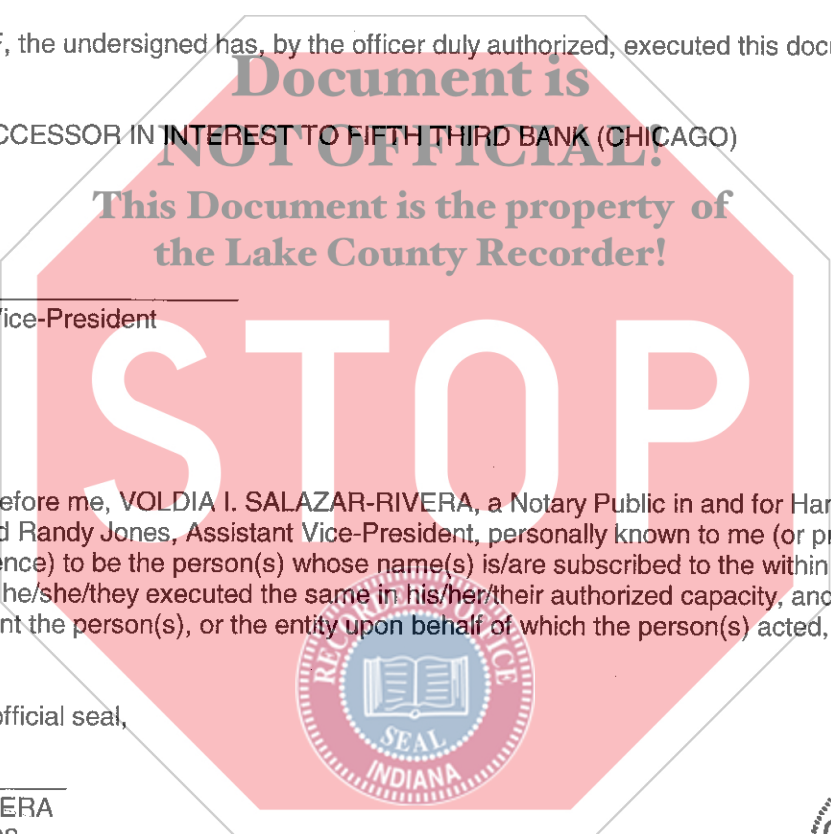 , the undersigned has, by the officer duly authorized, executed this docu
Document is
CCESSOR IN INTEREST TO FIFTH THIRD BANK (CHICAGO)
NOT OFFICIAL!
This Document is the property of
the Lake County Recorder!
ice-President
STOP
efore me, VOLDIA I. SALAZAR-RIVERA, a Notary Public in and for Har
d Randy Jones, Assistant Vice-President, personally known to me (or pr
ence) to be the person(s) whose name(s) is/are subscribed to the within
he/she/they executed the same in his/her/their authorized capacity, and
nt the person(s), or the entity upon behalf of which the person(s) acted,
RECORDER'S OFFICE
official seal,
SEAL
INDIANA
ERA